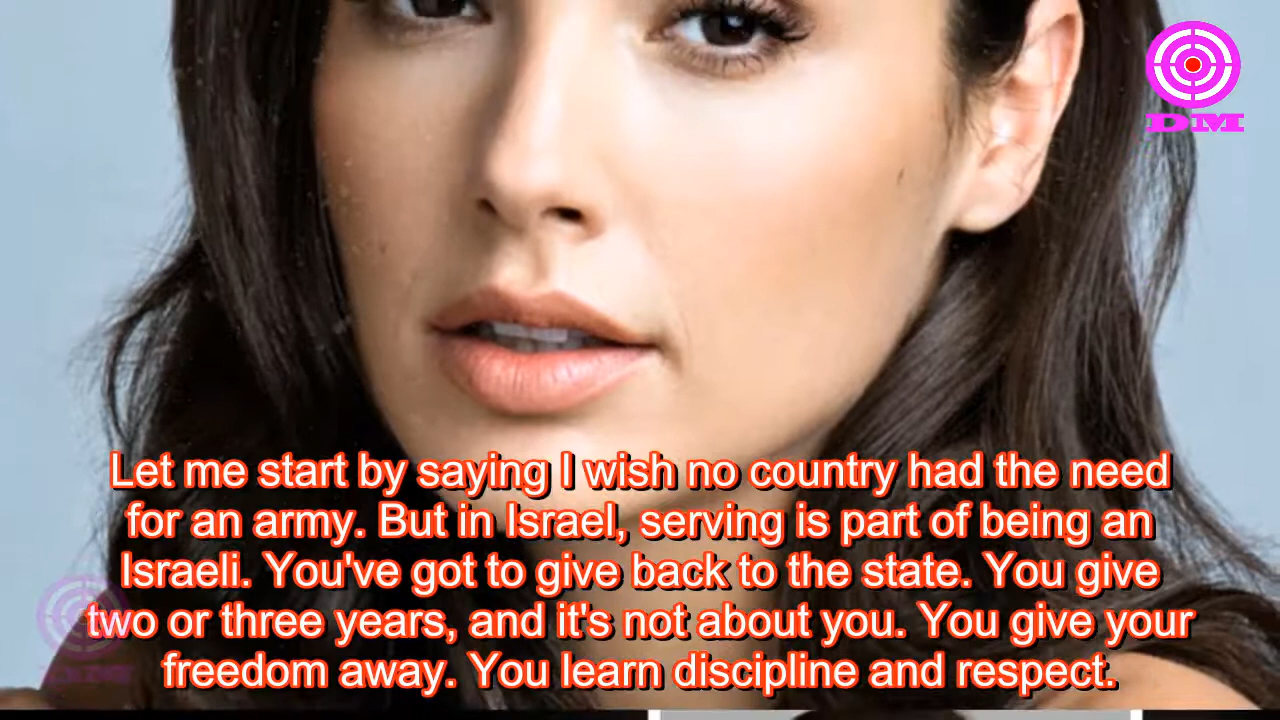 DM
Let me start by saying I wish no country had the need
for an army. But in Israel, serving is part of being an
Israeli. You've got to give back to the state. You give
two or three years, and it's not about you. You give your
freedom away. You learn discipline and respect.
DM